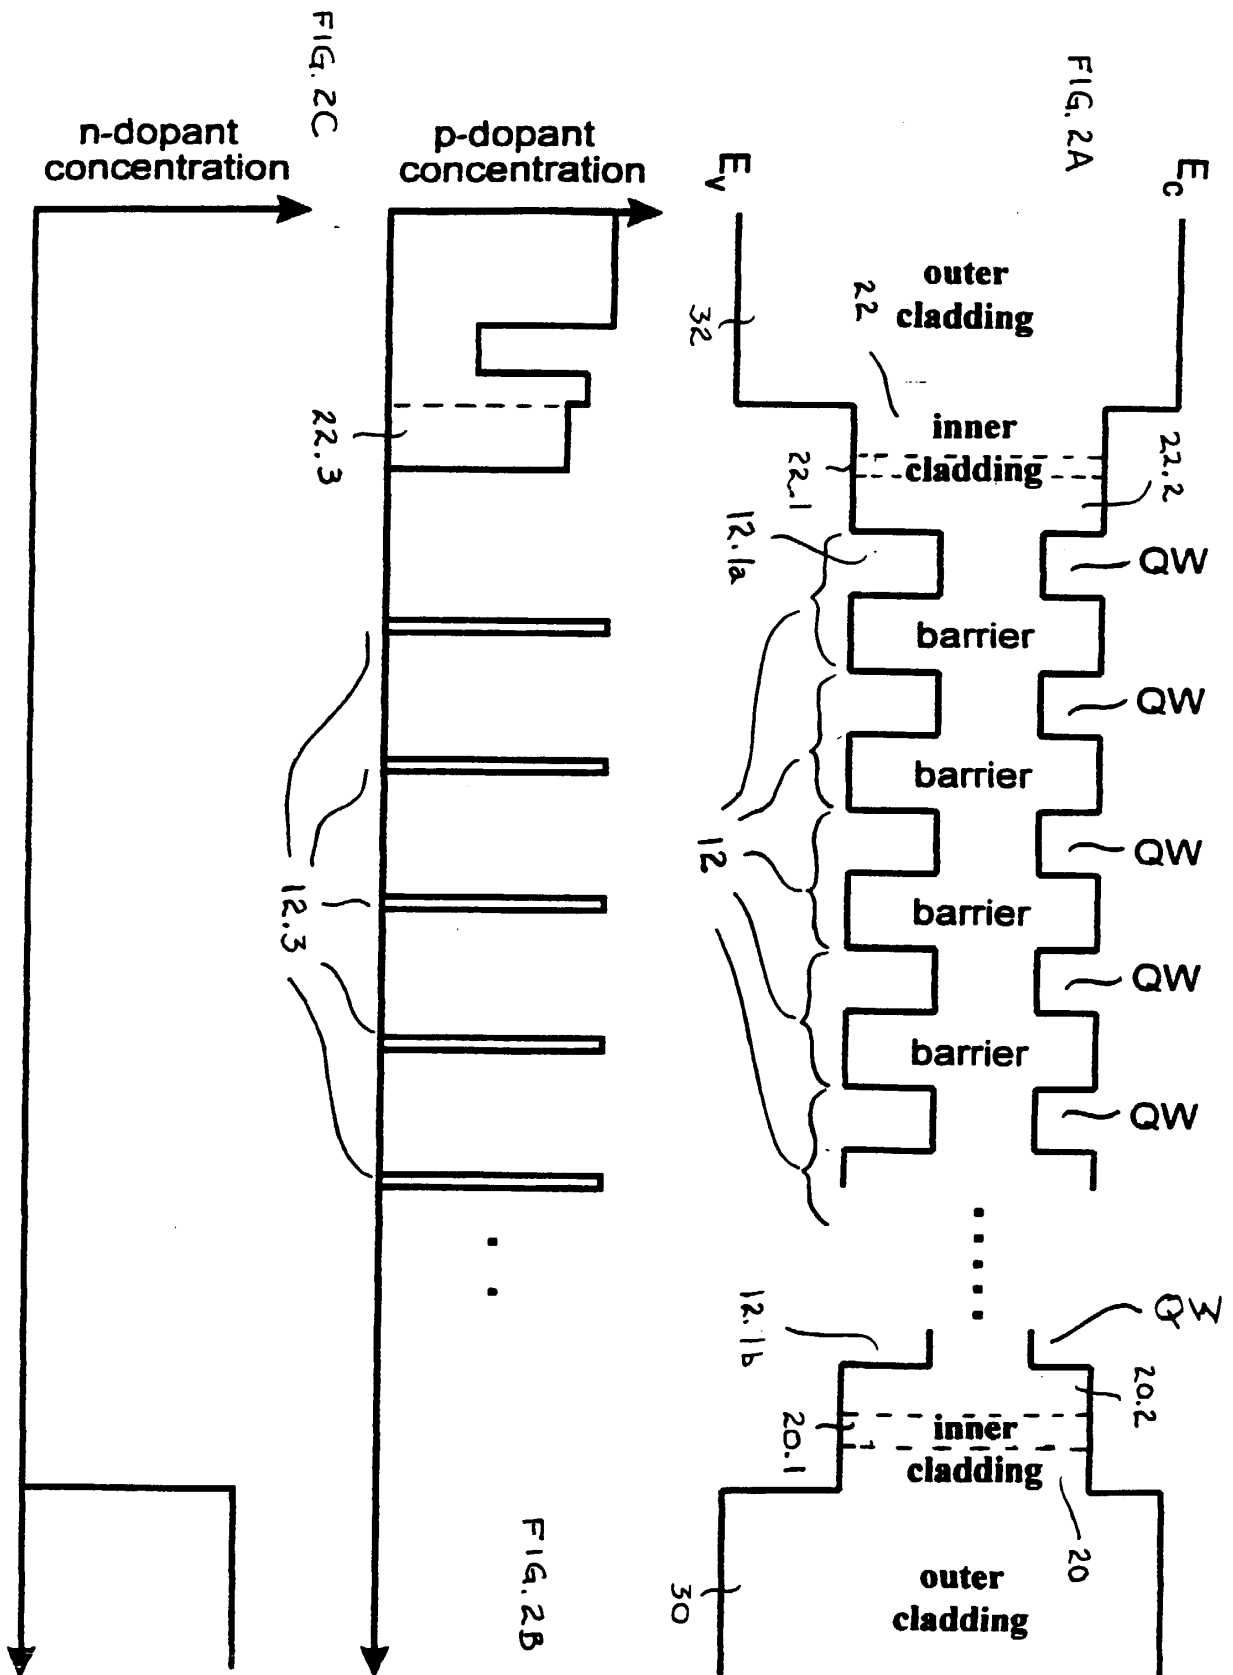 FIG. 2A
Ec
Ev
outer
cladding
22
32
inner
cladding
22.1
22.2
12.1a
QW
barrier
QW
barrier
QW
barrier
QW
barrier
QW
12
QW
12.1b
20.2
20.1
inner
cladding
20
outer
cladding
30
FIG. 2B
p-dopant
concentration
22.3
12.3
FIG. 2C
n-dopant
concentration